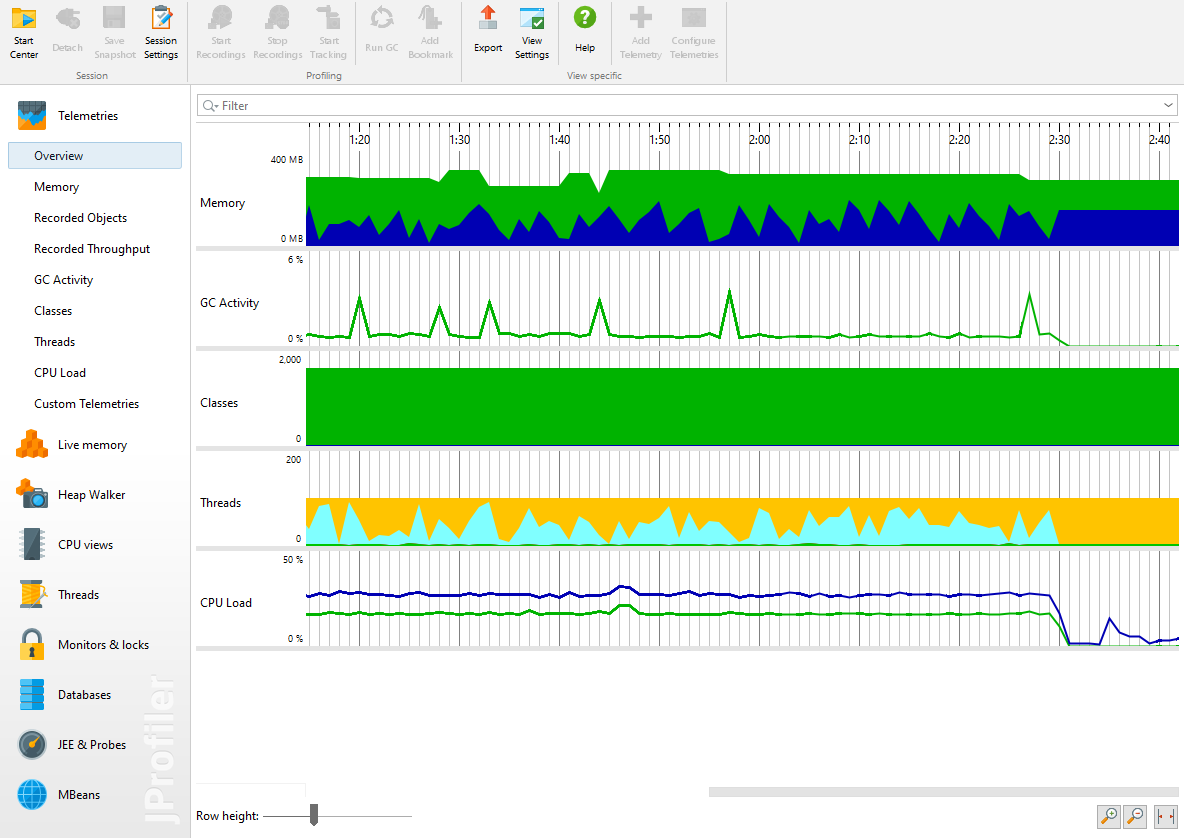 Start
Center
Detach
Save
Snapshot
Session
Settings
Start
Recordings
Stop
Recordings
Start
Tracking
Run GC
Add
Bookmark
Export
View
Settings
Help
Add
Telemetry
Configure
Telemetries
Session
Profiling
View specific
Telemetries
Overview
Memory
Recorded Objects
Recorded Throughput
GC Activity
Classes
Threads
CPU Load
Custom Telemetries
Live memory
Heap Walker
CPU views
Threads
Monitors & locks
Databases
JEE & Probes
MBeans
JProfiler
Filter
1:20 1:30 1:40 1:50 2:00 2:10 2:20 2:30 2:40
400 MB
Memory
0 MB
6 %
GC Activity
0 %
2,000
Classes
0
200
Threads
0
50 %
CPU Load
0 %
Row height: